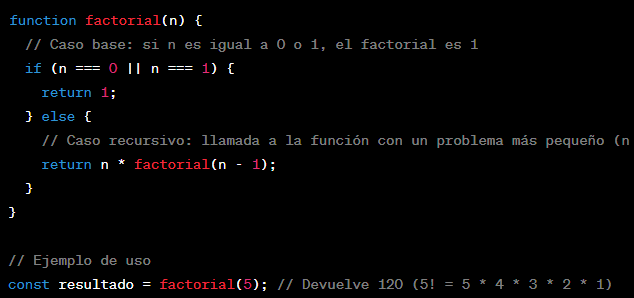 function factorial(n) {
// Caso base: si n es igual a 0 o 1, el factorial es 1
if (n === 0 || n === 1) {
return 1;
} else {
// Caso recursivo: llamada a la función con un problema más pequeño (n
return n * factorial(n - 1);
}
}
// Ejemplo de uso
const resultado = factorial(5); // Devuelve 120 (5! = 5 * 4 * 3 * 2 * 1)